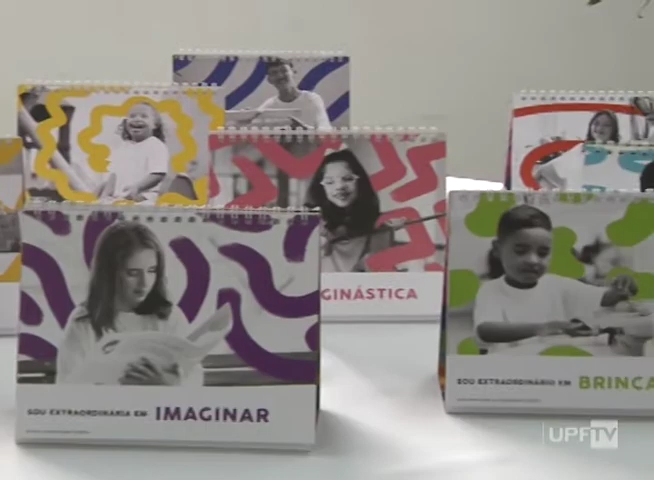 GINÁSTICA
SOU EXTRAORDINÁRIA EM IMAGINAR
SOU EXTRAORDINÁRIO EM BRINCA
UPFTV